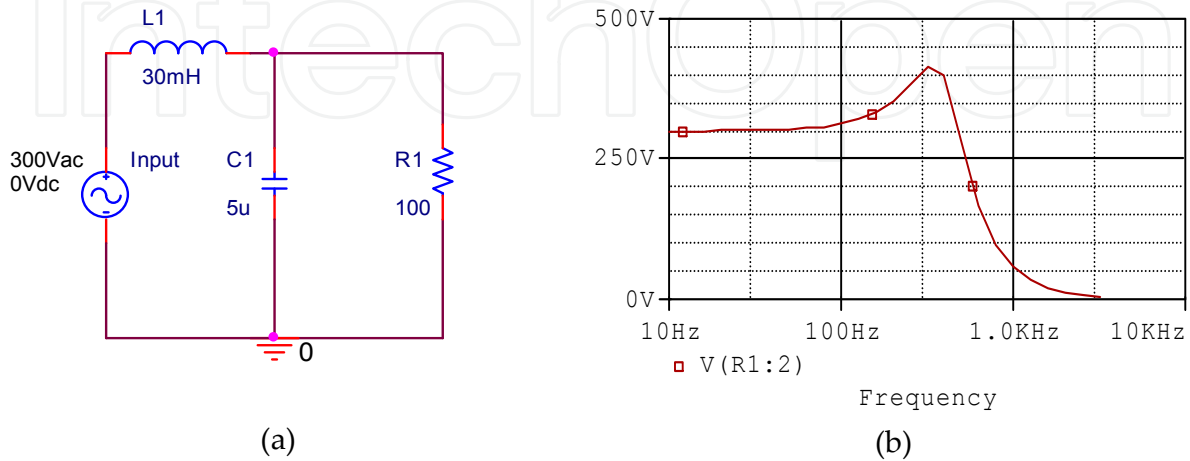 IntechOpen
L1
30mH
300Vac
0Vdc
Input
C1
5u
R1
100
0
(a)
500V
250V
0V
10Hz
100Hz
1.0KHz
10KHz
V(R1:2)
Frequency
(b)